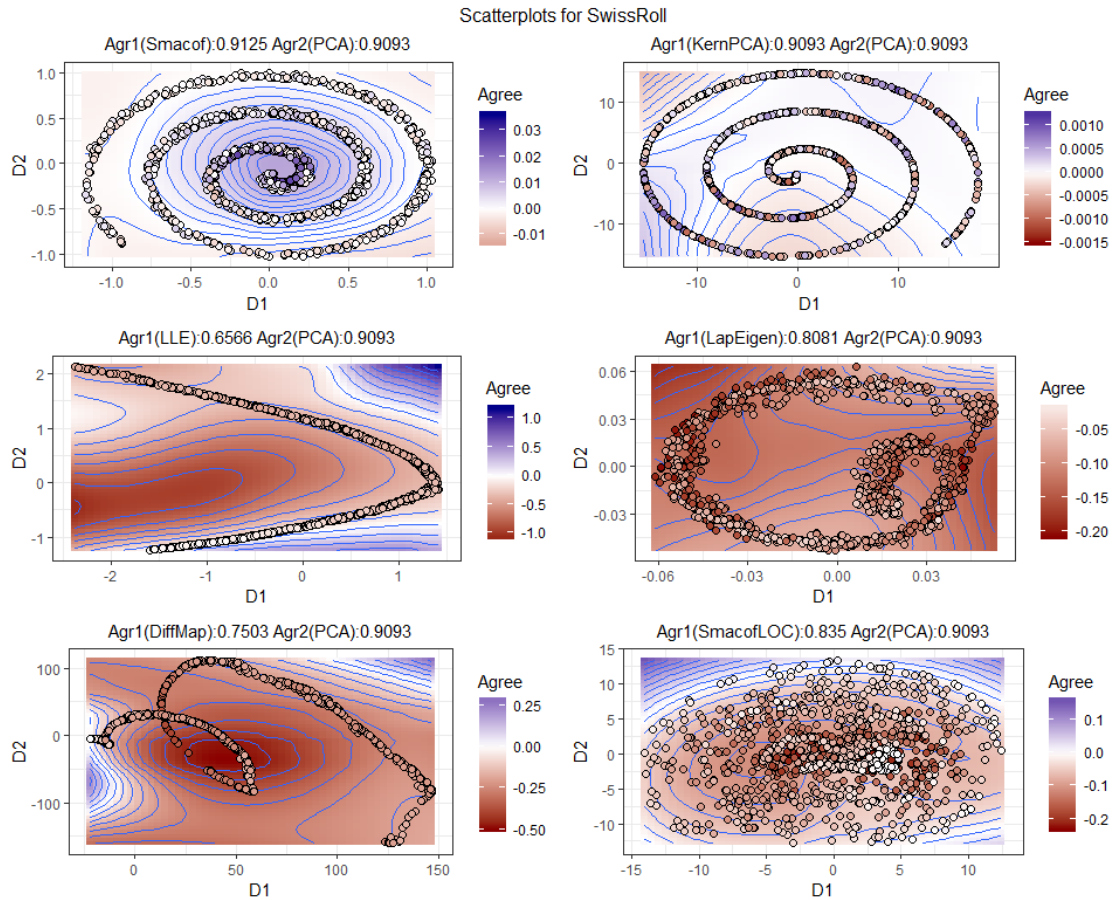 Scatterplots for SwissRoll
Agr1(Smacof):0.9125 Agr2(PCA):0.9093
1.0
0.5
0.0
-0.5
-1.0
D2
-1.0 -0.5 0.0 0.5 1.0
D1
Agree
0.03
0.02
0.01
0.00
-0.01
Agr1(KernPCA):0.9093 Agr2(PCA):0.9093
10
0
-10
D2
-10 0 10
D1
Agree
0.0010
0.0005
0.0000
-0.0005
-0.0010
-0.0015
Agr1(LLE):0.6566 Agr2(PCA):0.9093
2
1
0
-1
D2
-2 -1 0 1
D1
Agree
1.0
0.5
0.0
-0.5
-1.0
Agr1(LapEigen):0.8081 Agr2(PCA):0.9093
0.06
0.03
0.00
-0.03
D2
-0.06 -0.03 0.00 0.03
D1
Agree
-0.05
-0.10
-0.15
-0.20
Agr1(DiffMap):0.7503 Agr2(PCA):0.9093
100
0
-100
D2
0 50 100 150
D1
Agree
0.25
0.00
-0.25
-0.50
Agr1(SmacofLOC):0.835 Agr2(PCA):0.9093
15
10
5
0
-5
-10
D2
-15 -10 -5 0 5 10
D1
Agree
0.1
0.0
-0.1
-0.2